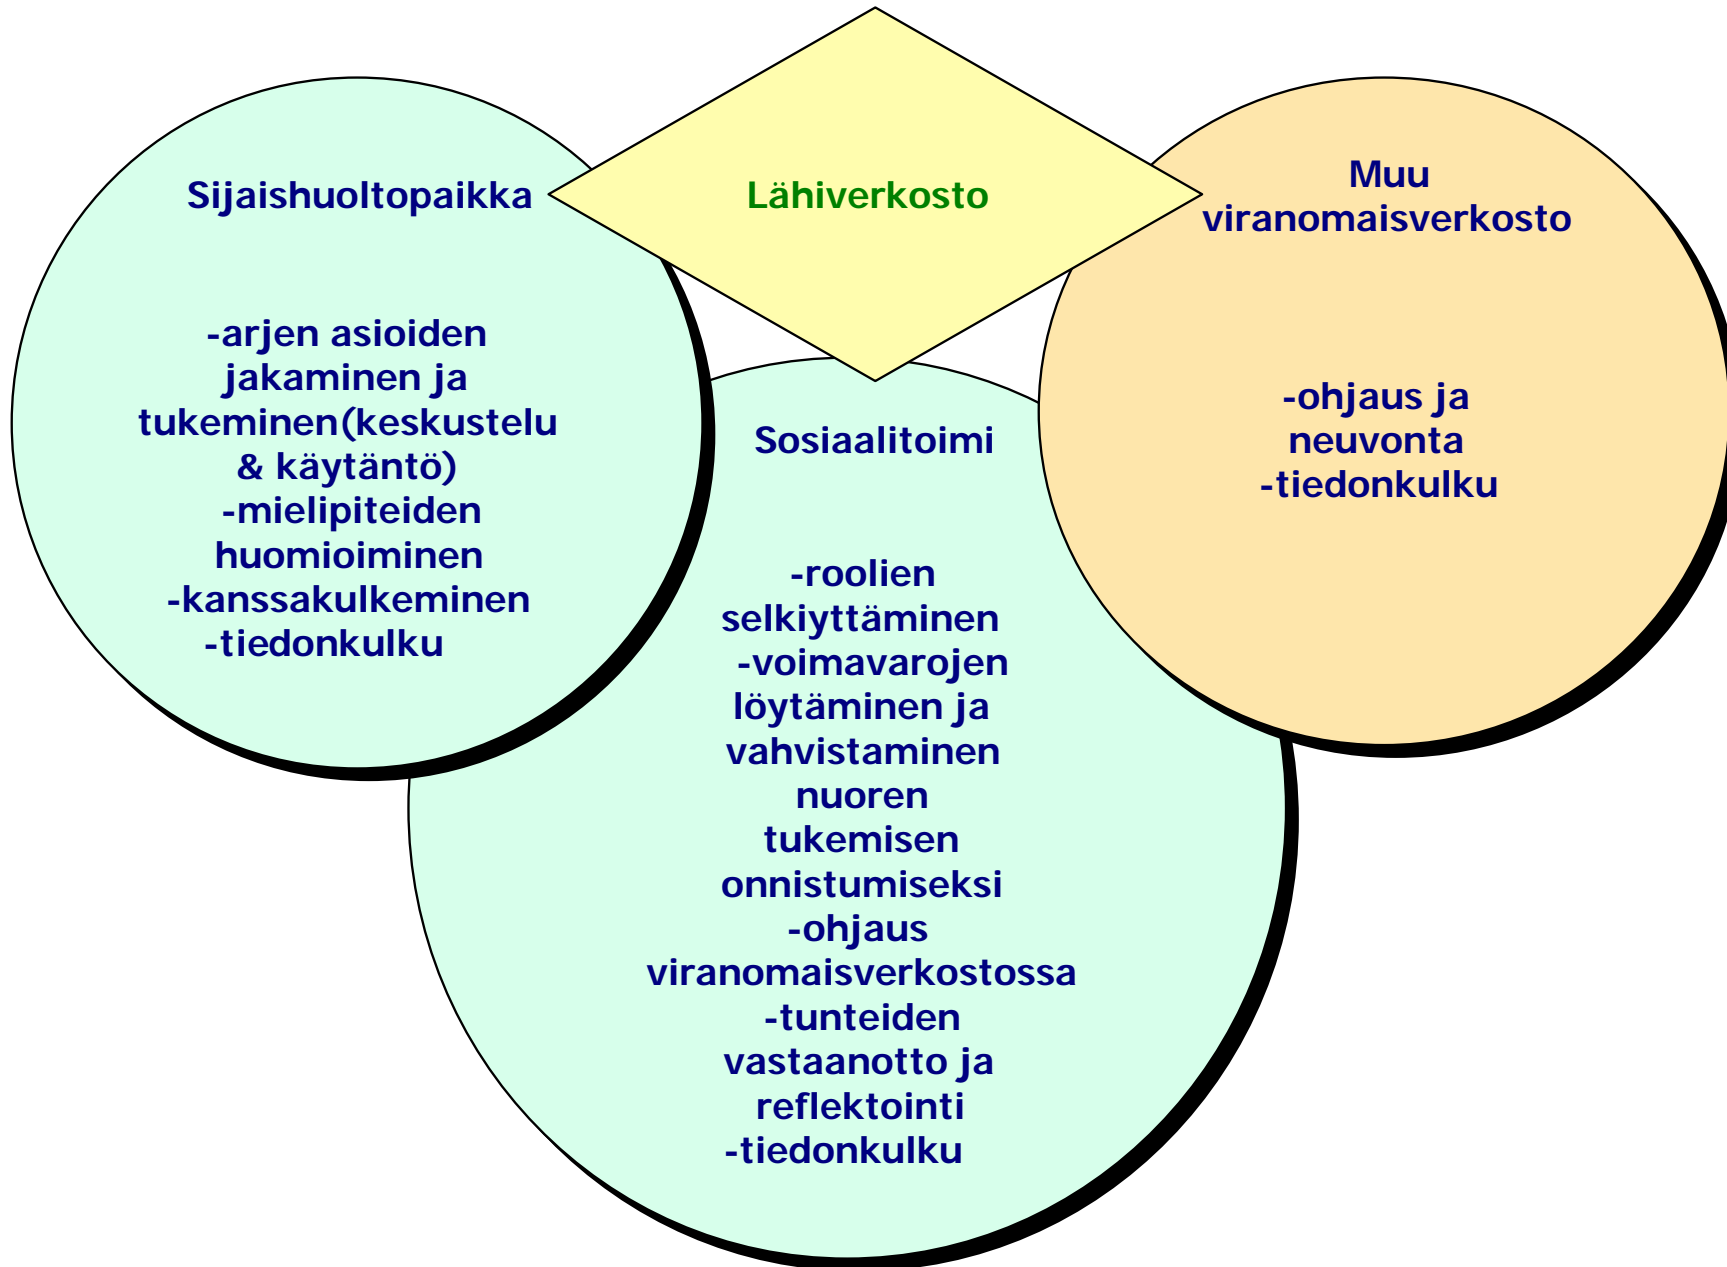 Sijaishuoltopaikka
-arjen asioiden
jakaminen ja
tukeminen(keskustelu
& käytäntö)
-mielipiteiden
huomioiminen
-kanssakulkeminen
-tiedonkulku
Lähiverkosto
Sosiaalitoimi
-roolien
selkiyttäminen
-voimavarojen
löytäminen ja
vahvistaminen
nuoren
tukemisen
onnistumiseksi
-ohjaus
viranomaisverkostossa
-tunteiden
vastaanotto ja
reflektointi
-tiedonkulku
Muu
viranomaisverkosto
-ohjaus ja
neuvonta
-tiedonkulku